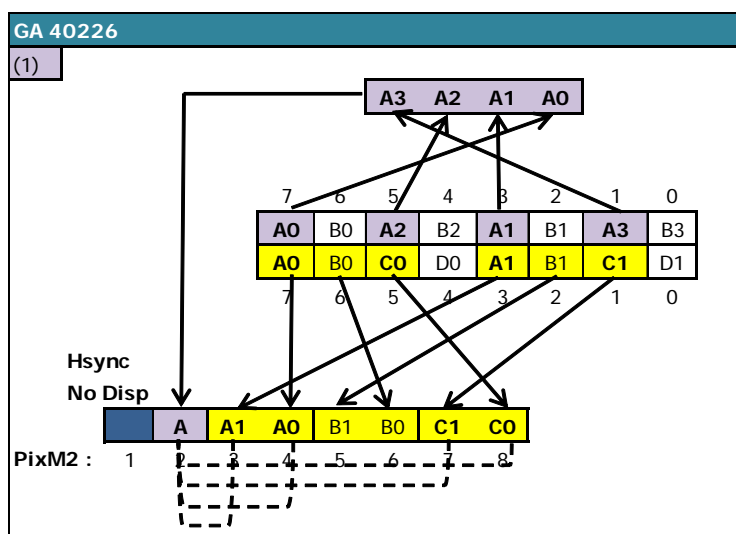 GA 40226
(1)
A3 A2 A1 A0
7 6 5 4 3 2 1 0
A0 B0 A2 B2 A1 B1 A3 B3
A0 B0 C0 D0 A1 B1 C1 D1
7 6 5 4 3 2 1 0
Hsync
No Disp
A A1 A0 B1 B0 C1 C0
PixM2 : 1 2 3 4 5 6 7 8